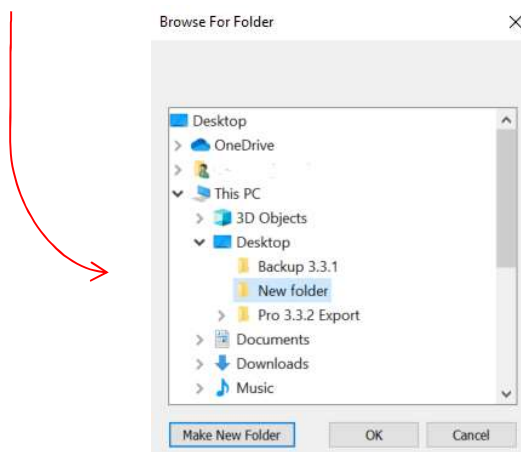 Browse For Folder
Desktop
OneDrive
This PC
3D Objects
Desktop
Backup 3.3.1
New folder
Pro 3.3.2 Export
Documents
Downloads
Music
Make New Folder OK Cancel